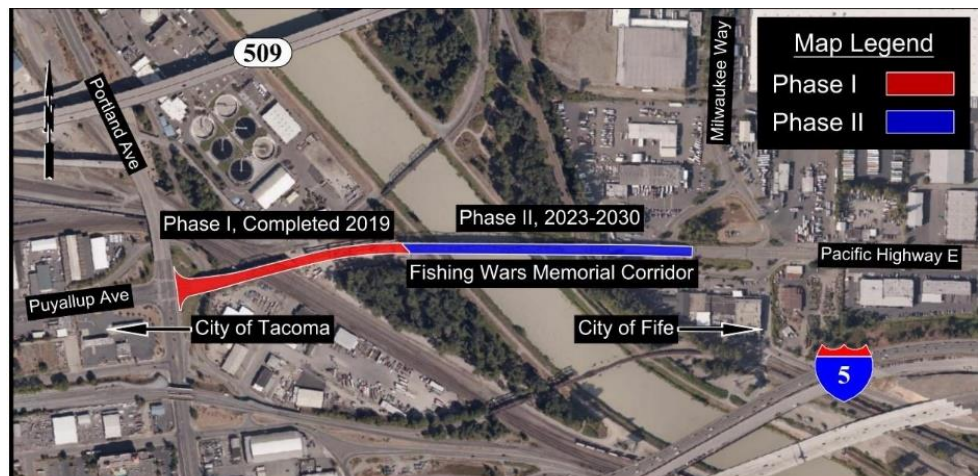 509
Portland Ave
Milwaukee Way
Map Legend
Phase I
Phase II
Phase I, Completed 2019
Phase II, 2023-2030
Fishing Wars Memorial Corridor
Pacific Highway E
Puyallup Ave
City of Tacoma
City of Fife
5